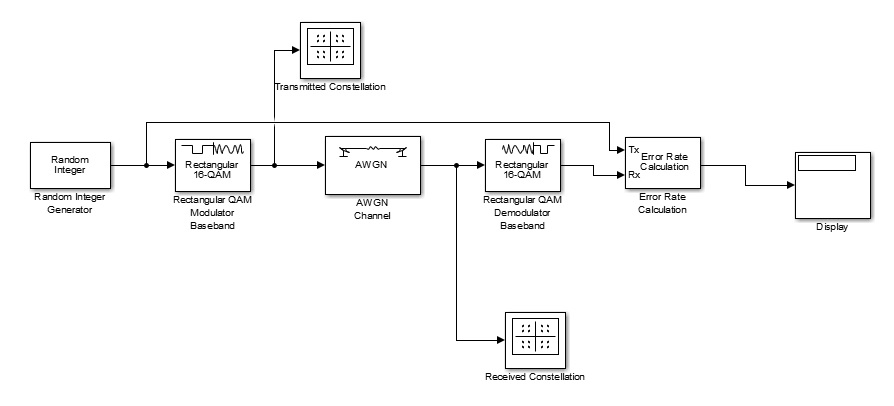 Transmitted Constellation
Random
Integer
Random Integer
Generator
Rectangular
16-QAM
Rectangular QAM
Modulator
Baseband
AWGN
AWGN
Channel
Rectangular
16-QAM
Rectangular QAM
Demodulator
Baseband
Tx
Error Rate
Calculation
Rx
Error Rate
Calculation
Display
Received Constellation